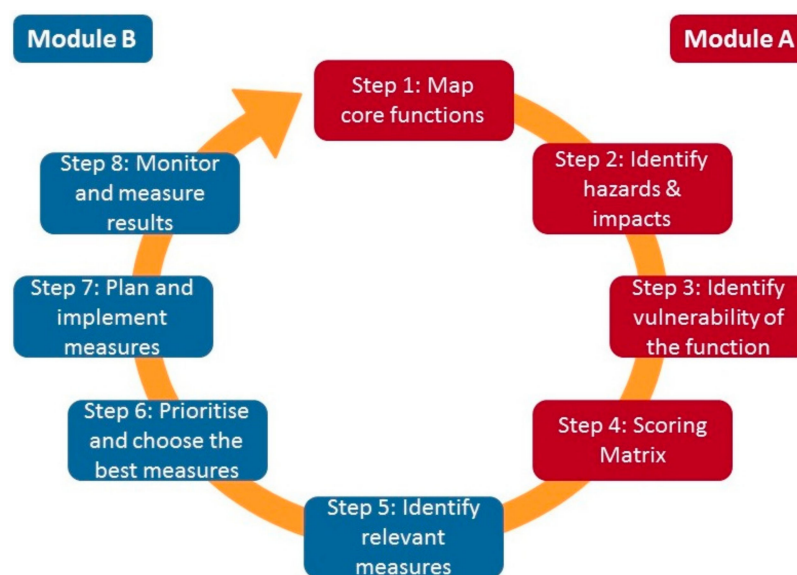 Module B
Module A
Step 1: Map
core functions
Step 2: Identify
hazards &
impacts
Step 3: Identify
vulnerability of
the function
Step 4: Scoring
Matrix
Step 5: Identify
relevant
measures
Step 6: Prioritise
and choose the
best measures
Step 7: Plan and
implement
measures
Step 8: Monitor
and measure
results